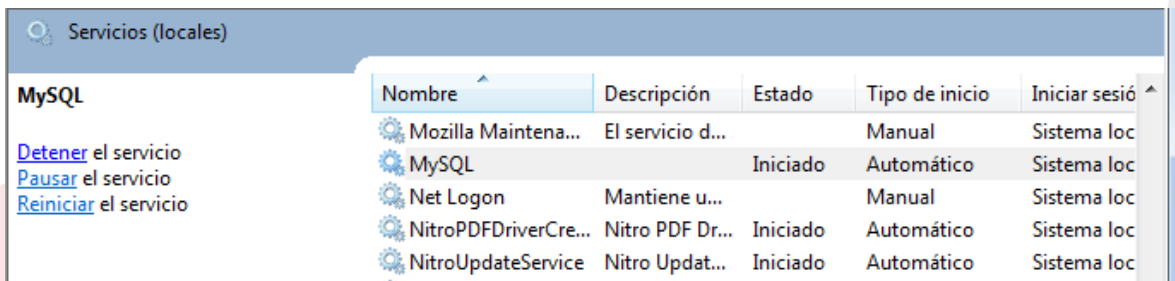 Servicios (locales)
MySQL
Detener el servicio
Pausar el servicio
Reiniciar el servicio
Nombre Descripción Estado Tipo de inicio Iniciar sesió
Mozilla Maintena... El servicio d... Manual Sistema loc
MySQL Iniciado Automático Sistema loc
Net Logon Mantiene u... Manual Sistema loc
NitroPDFDriverCre... Nitro PDF Dr... Iniciado Automático Sistema loc
NitroUpdateService Nitro Updat... Iniciado Automático Sistema loc